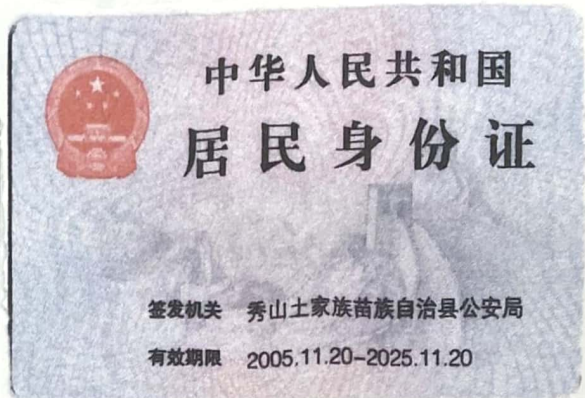 中华人民共和国
居民身份证
签发机关 秀山土家族苗族自治县公安局
有效期限 2005.11.20-2025.11.20